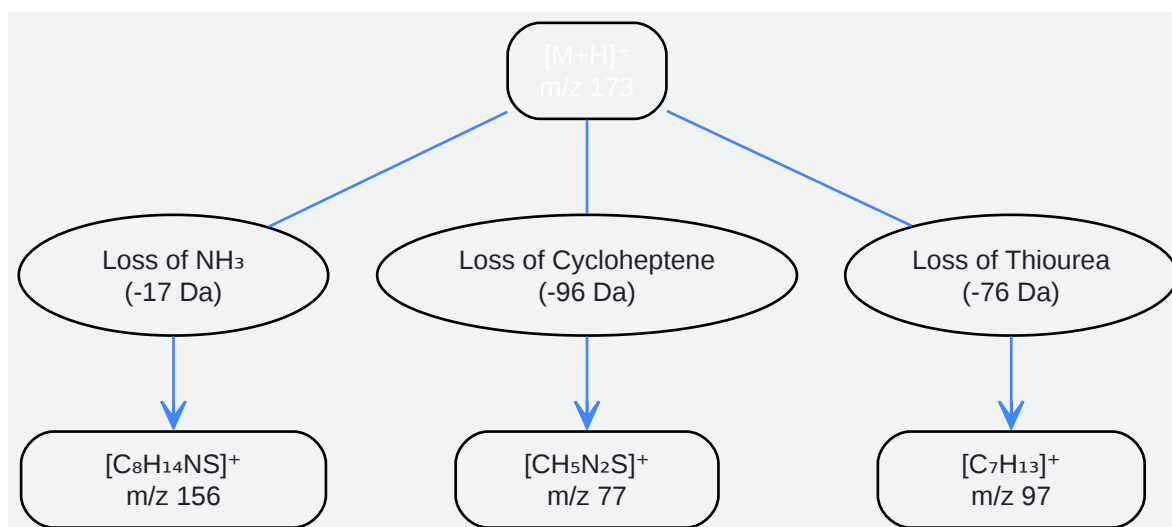 [M+H]⁺
m/z 173
Loss of NH₃
(-17 Da)
Loss of Cycloheptene
(-96 Da)
Loss of Thiourea
(-76 Da)
[C₈H₁₄NS]⁺
m/z 156
[CH₅N₂S]⁺
m/z 77
[C₇H₁₃]⁺
m/z 97